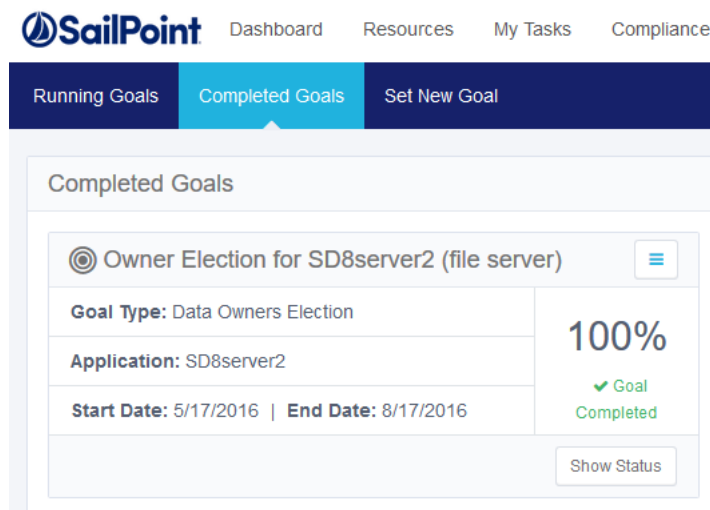 SailPoint Dashboard Resources My Tasks Compliance
Running Goals Completed Goals Set New Goal
Completed Goals
Owner Election for SD8server2 (file server)
Goal Type: Data Owners Election
Application: SD8server2
Start Date: 5/17/2016 | End Date: 8/17/2016
100%
Goal
Completed
Show Status